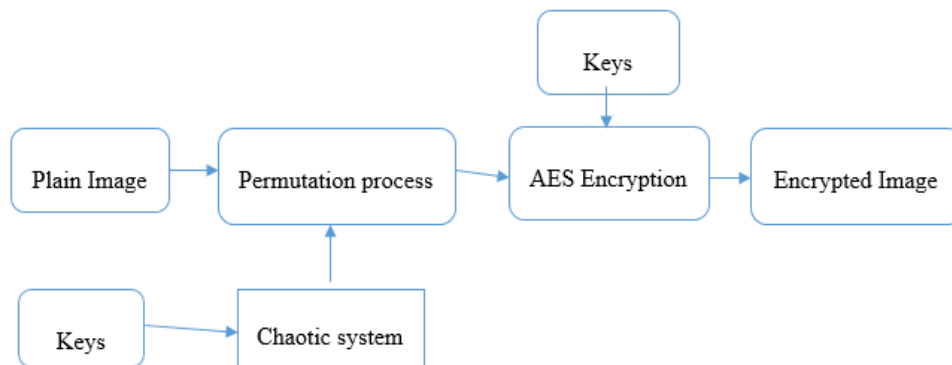 Keys
Plain Image
Permutation process
AES Encryption
Encrypted Image
Keys
Chaotic system